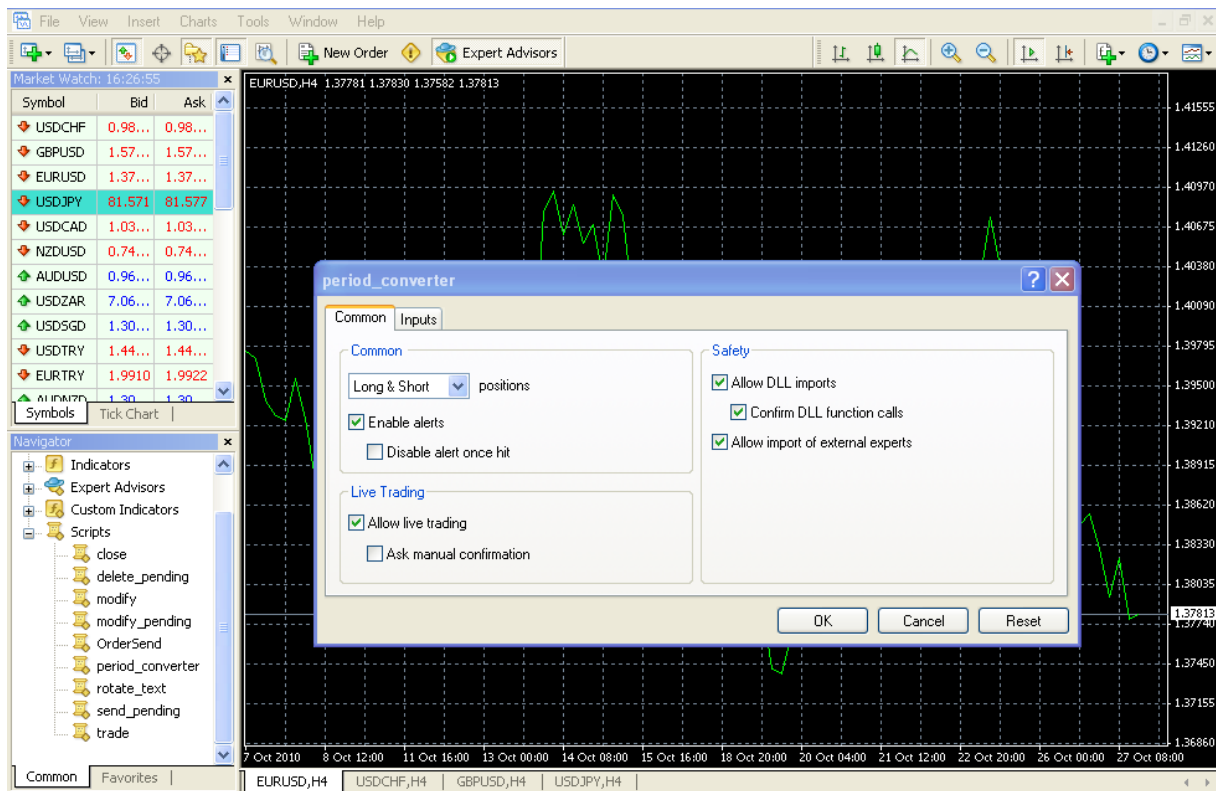 File View Insert Charts Tools Window Help
New Order Expert Advisors
Market Watch: 16:26:55
Symbol Bid Ask
USDCHF 0.98... 0.98...
GBPUSD 1.57... 1.57...
EURUSD 1.37... 1.37...
USDJPY 81.571 81.577
USDCAD 1.03... 1.03...
NZDUSD 0.74... 0.74...
AUDUSD 0.96... 0.96...
USDZAR 7.06... 7.06...
USDSGD 1.30... 1.30...
USDTRY 1.44... 1.44...
EURTRY 1.9910 1.9922
AUDNZD 1.30 1.30
Symbols Tick Chart
Navigator
Indicators
Expert Advisors
Custom Indicators
Scripts
close
delete_pending
modify
modify_pending
OrderSend
period_converter
rotate_text
send_pending
trade
Common Favorites
EURUSD,H4 1.37781 1.37830 1.37582 1.37813
1.41555
1.41260
1.40970
1.40675
1.40380
1.40090
1.39795
1.39500
1.39210
1.38915
1.38620
1.38330
1.38035
1.37813
1.37740
1.37450
1.37155
1.36860
period_converter
Common Inputs
Common
Long & Short positions
Enable alerts
Disable alert once hit
Live Trading
Allow live trading
Ask manual confirmation
Safety
Allow DLL imports
Confirm DLL function calls
Allow import of external experts
OK Cancel Reset
7 Oct 2010 8 Oct 12:00 11 Oct 16:00 13 Oct 00:00 14 Oct 08:00 15 Oct 16:00 18 Oct 20:00 20 Oct 04:00 21 Oct 12:00 22 Oct 20:00 26 Oct 00:00 27 Oct 08:00
EURUSD,H4 USDCHF,H4 GBPUSD,H4 USDJPY,H4